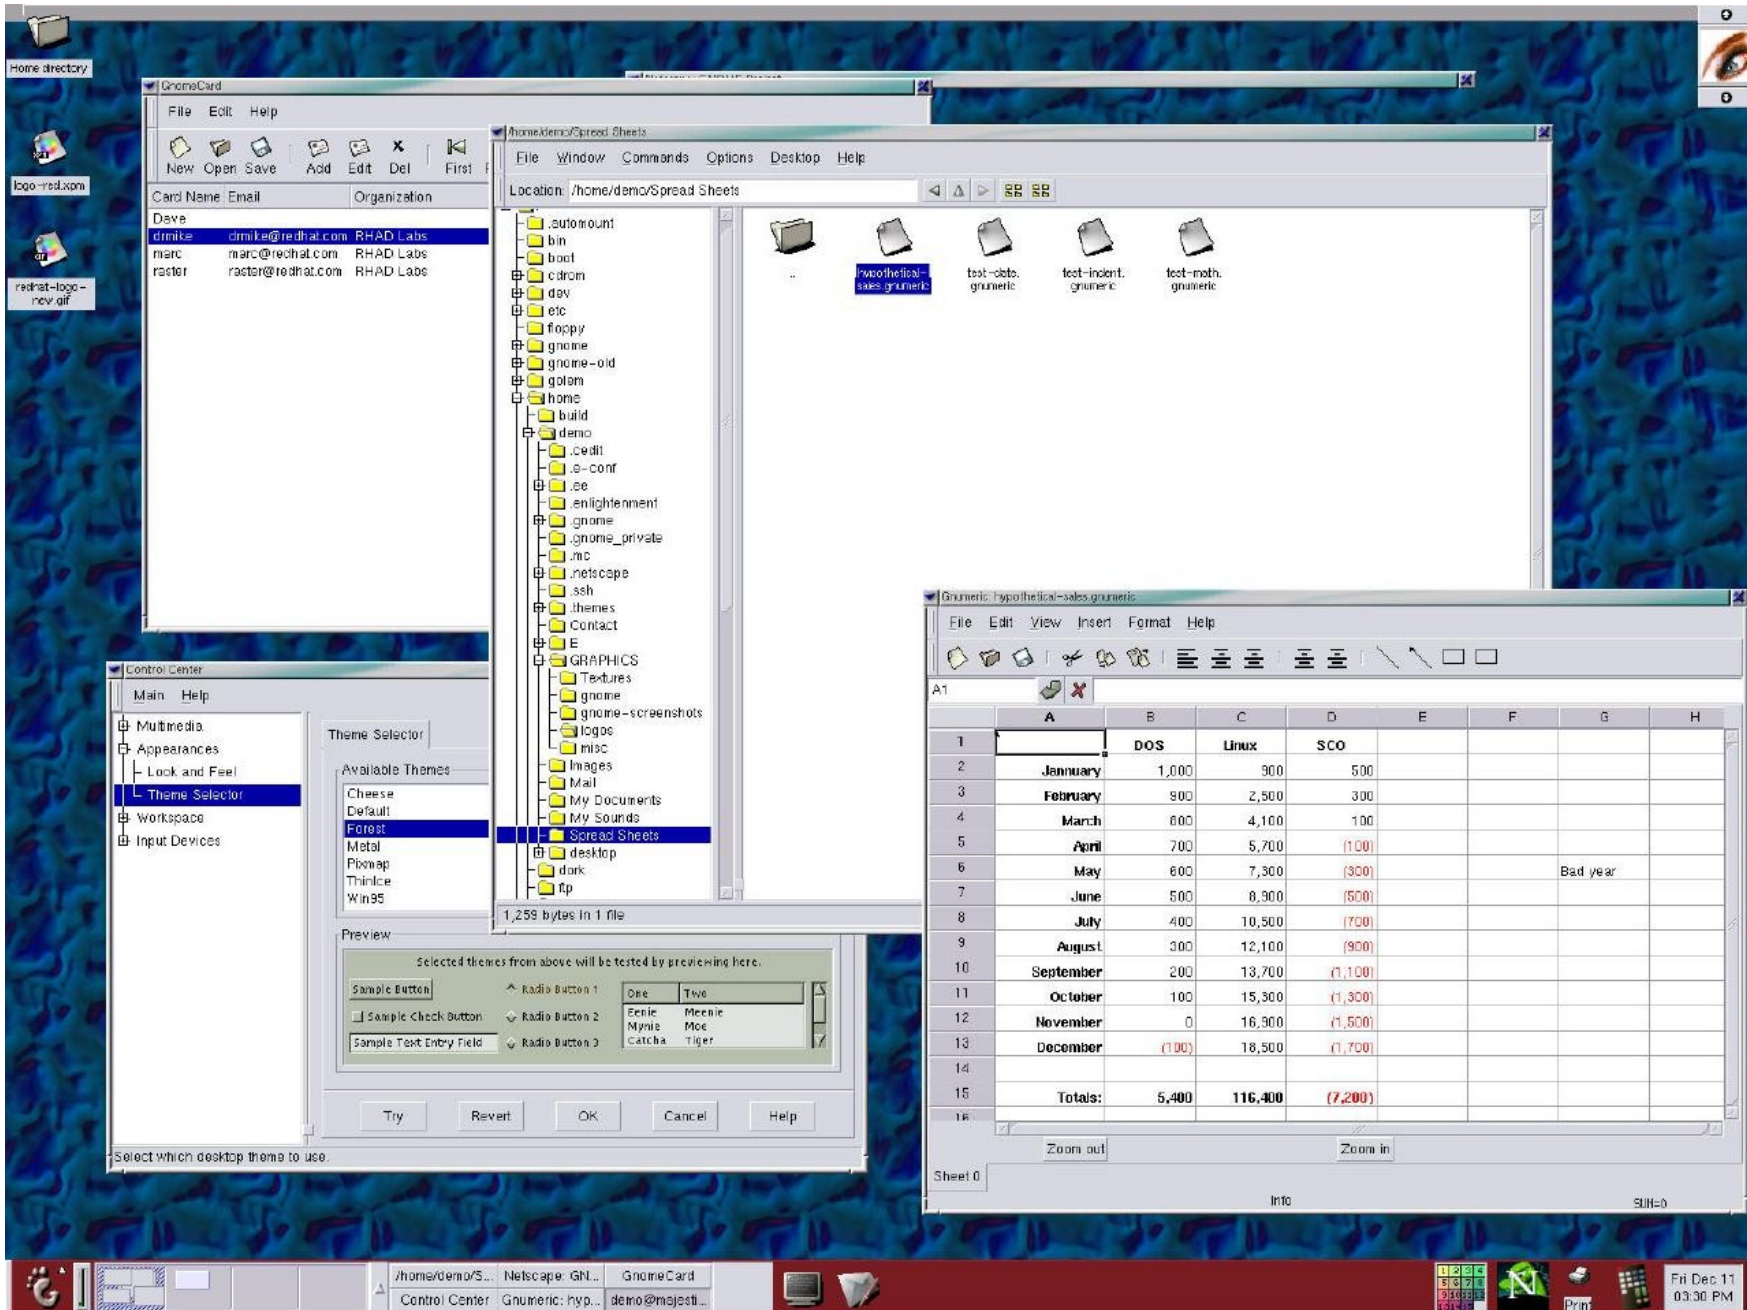 Home directory
logo-red.xpm
redhat-logo-
new.gif
GnomeCard
File Edit Help
New Open Save Add Edit Del First
Card Name Email Organization
Dave
drmike drmike@redhat.com RHAD Labs
marc marc@redhat.com RHAD Labs
raster raster@redhat.com RHAD Labs
/home/demo/Spread Sheets
File Window Commands Options Desktop Help
Location: /home/demo/Spread Sheets
.automount
bin
boot
cdrom
dev
etc
floppy
gnome
gnome-old
golem
home
build
demo
.cedit
.e-conf
.ee
.enlightenment
.gnome
.gnome_private
.mc
.netscape
.ssh
.themes
Contact
E
GRAPHICS
Textures
gnome
gnome-screenshots
logos
misc
Images
Mail
My Documents
My Sounds
Spread Sheets
desktop
dork
ftp
..
hypothetical-
sales.gnumeric
test-date.
gnumeric
test-indent.
gnumeric
test-math.
gnumeric
1,259 bytes in 1 file
Control Center
Main Help
Multimedia
Appearances
Look and Feel
Theme Selector
Workspace
Input Devices
Theme Selector
Available Themes
Cheese
Default
Forest
Metal
Pixmap
ThinIce
Win95
Preview
Selected themes from above will be tested by previewing here.
Sample Button
Sample Check Button
Sample Text Entry Field
Radio Button 1
Radio Button 2
Radio Button 3
One Two
Eenie Meenie
Mynie Moe
Catcha Tiger
Try Revert OK Cancel Help
Select which desktop theme to use.
Gnumeric: hypothetical-sales.gnumeric
File Edit View Insert Format Help
A1
A B C D E F G H
1 DOS Linux SCO
2 Jannuary 1,000 900 500
3 February 900 2,500 300
4 March 800 4,100 100
5 April 700 5,700 (100)
6 May 600 7,300 (300) Bad year
7 June 500 8,900 (500)
8 July 400 10,500 (700)
9 August 300 12,100 (900)
10 September 200 13,700 (1,100)
11 October 100 15,300 (1,300)
12 November 0 16,900 (1,500)
13 December (100) 18,500 (1,700)
14
15 Totals: 5,400 116,400 (7,200)
16
Zoom out Zoom in
Sheet 0
Info SUM=0
/home/demo/S... Netscape: GN... GnomeCard
Control Center Gnumeric: hyp... demo@majesti...
N
Print
Fri Dec 11
03:30 PM